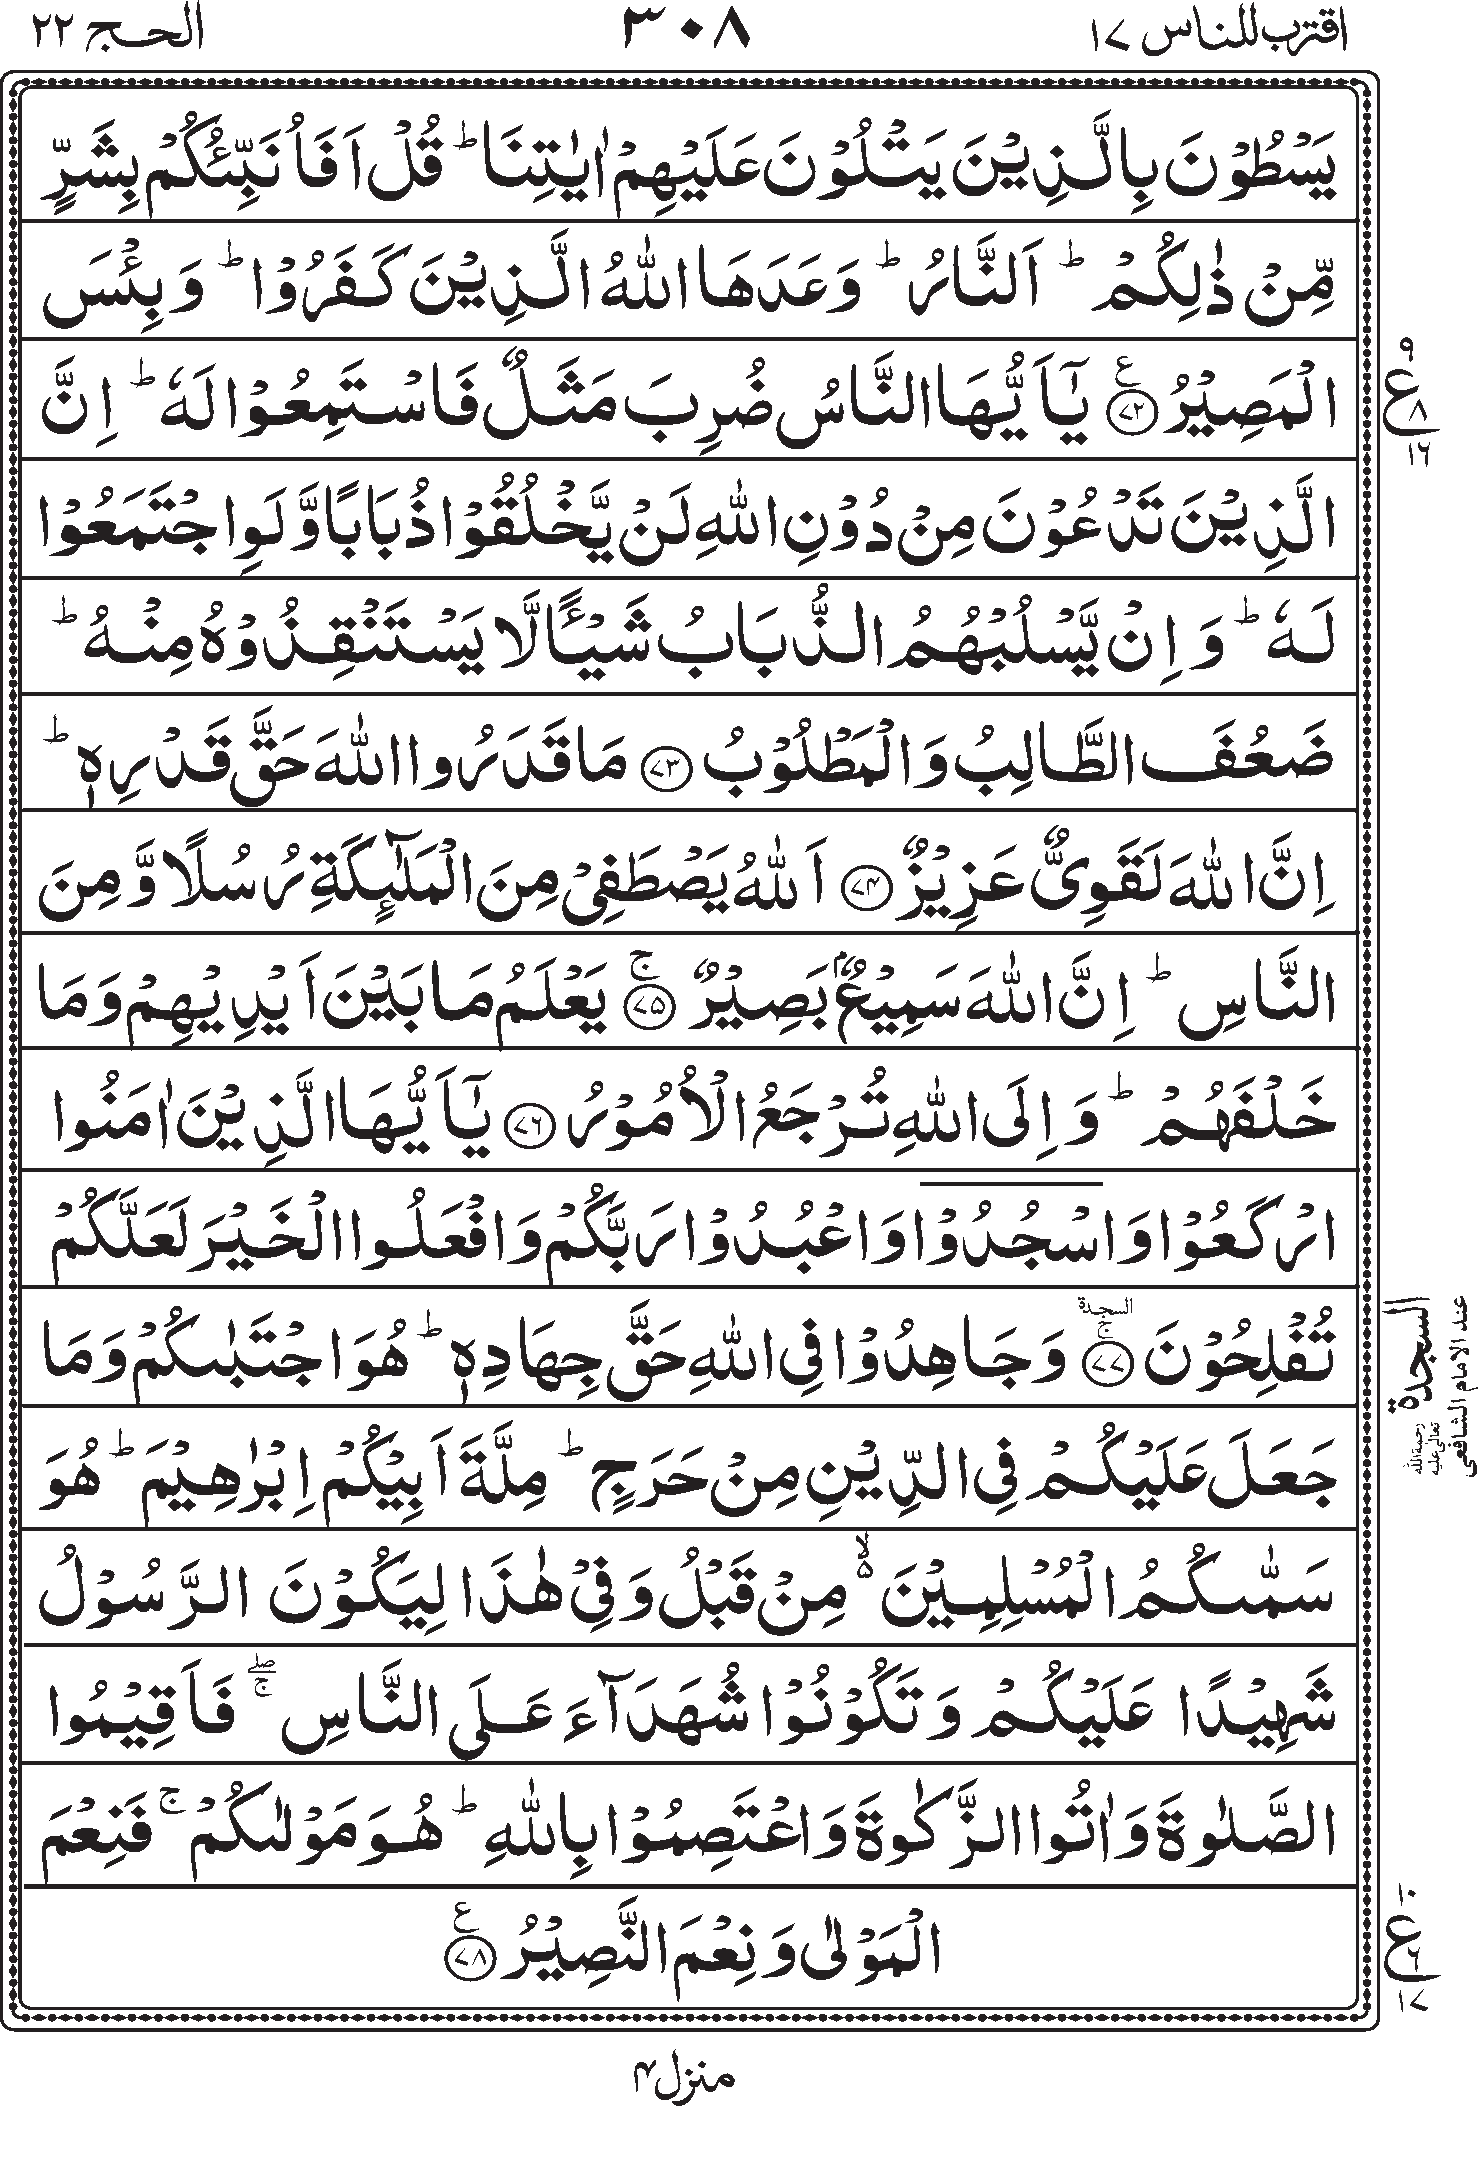 اقترب للناس ١٧
٣٠٨
الحج ٢٢
يَسْطُوْنَ بِالَّذِيْنَ يَتْلُوْنَ عَلَيْهِمْ اٰيٰتِنَا ؕ قُلْ اَفَاُنَبِّئُكُمْ بِشَرٍّ
مِّنْ ذٰلِكُمْ ؕ اَلنَّارُ ؕ وَعَدَهَا اللّٰهُ الَّذِيْنَ كَفَرُوْا ؕ وَبِئْسَ
الْمَصِيْرُ ﴿٧٢﴾ ع يٰۤاَيُّهَا النَّاسُ ضُرِبَ مَثَلٌ فَاسْتَمِعُوْا لَهٗ ؕ اِنَّ
الَّذِيْنَ تَدْعُوْنَ مِنْ دُوْنِ اللّٰهِ لَنْ يَّخْلُقُوْا ذُبَابًا وَّلَوِ اجْتَمَعُوْا
لَهٗ ؕ وَاِنْ يَّسْلُبْهُمُ الذُّبَابُ شَيْـًٔا لَّا يَسْتَنْقِذُوْهُ مِنْهُ ؕ
ضَعُفَ الطَّالِبُ وَالْمَطْلُوْبُ ﴿٧٣﴾ مَا قَدَرُوا اللّٰهَ حَقَّ قَدْرِهٖ ؕ
اِنَّ اللّٰهَ لَقَوِىٌّ عَزِيْزٌ ﴿٧٤﴾ اَللّٰهُ يَصْطَفِىْ مِنَ الْمَلٰٓئِكَةِ رُسُلًا وَّمِنَ
النَّاسِ ؕ اِنَّ اللّٰهَ سَمِيْعٌۢ بَصِيْرٌ ﴿٧٥﴾ ۚ يَعْلَمُ مَا بَيْنَ اَيْدِيْهِمْ وَمَا
خَلْفَهُمْ ؕ وَاِلَى اللّٰهِ تُرْجَعُ الْاُمُوْرُ ﴿٧٦﴾ يٰۤاَيُّهَا الَّذِيْنَ اٰمَنُوا
ارْكَعُوْا وَاسْجُدُوْا وَاعْبُدُوْا رَبَّكُمْ وَافْعَلُوا الْخَيْرَ لَعَلَّكُمْ
تُفْلِحُوْنَ ﴿٧٧﴾ السجدة ۚ وَجَاهِدُوْا فِى اللّٰهِ حَقَّ جِهَادِهٖ ؕ هُوَ اجْتَبٰىكُمْ وَمَا
جَعَلَ عَلَيْكُمْ فِى الدِّيْنِ مِنْ حَرَجٍ ؕ مِلَّةَ اَبِيْكُمْ اِبْرٰهِيْمَ ؕ هُوَ
سَمّٰىكُمُ الْمُسْلِمِيْنَ ۙ۵ مِنْ قَبْلُ وَفِىْ هٰذَا لِيَكُوْنَ الرَّسُوْلُ
شَهِيْدًا عَلَيْكُمْ وَتَكُوْنُوْا شُهَدَآءَ عَلَى النَّاسِ ۖۚ فَاَقِيْمُوا
الصَّلٰوةَ وَاٰتُوا الزَّكٰوةَ وَاعْتَصِمُوْا بِاللّٰهِ ؕ هُوَ مَوْلٰىكُمْ ۚ فَنِعْمَ
الْمَوْلٰى وَنِعْمَ النَّصِيْرُ ﴿٧٨﴾ ع
٩
ع ٨
١٦
السجدة
عند الامام الشافعى
رحمة الله تعالى عليه
١٠
ع ٦
١٧
منزل ٤